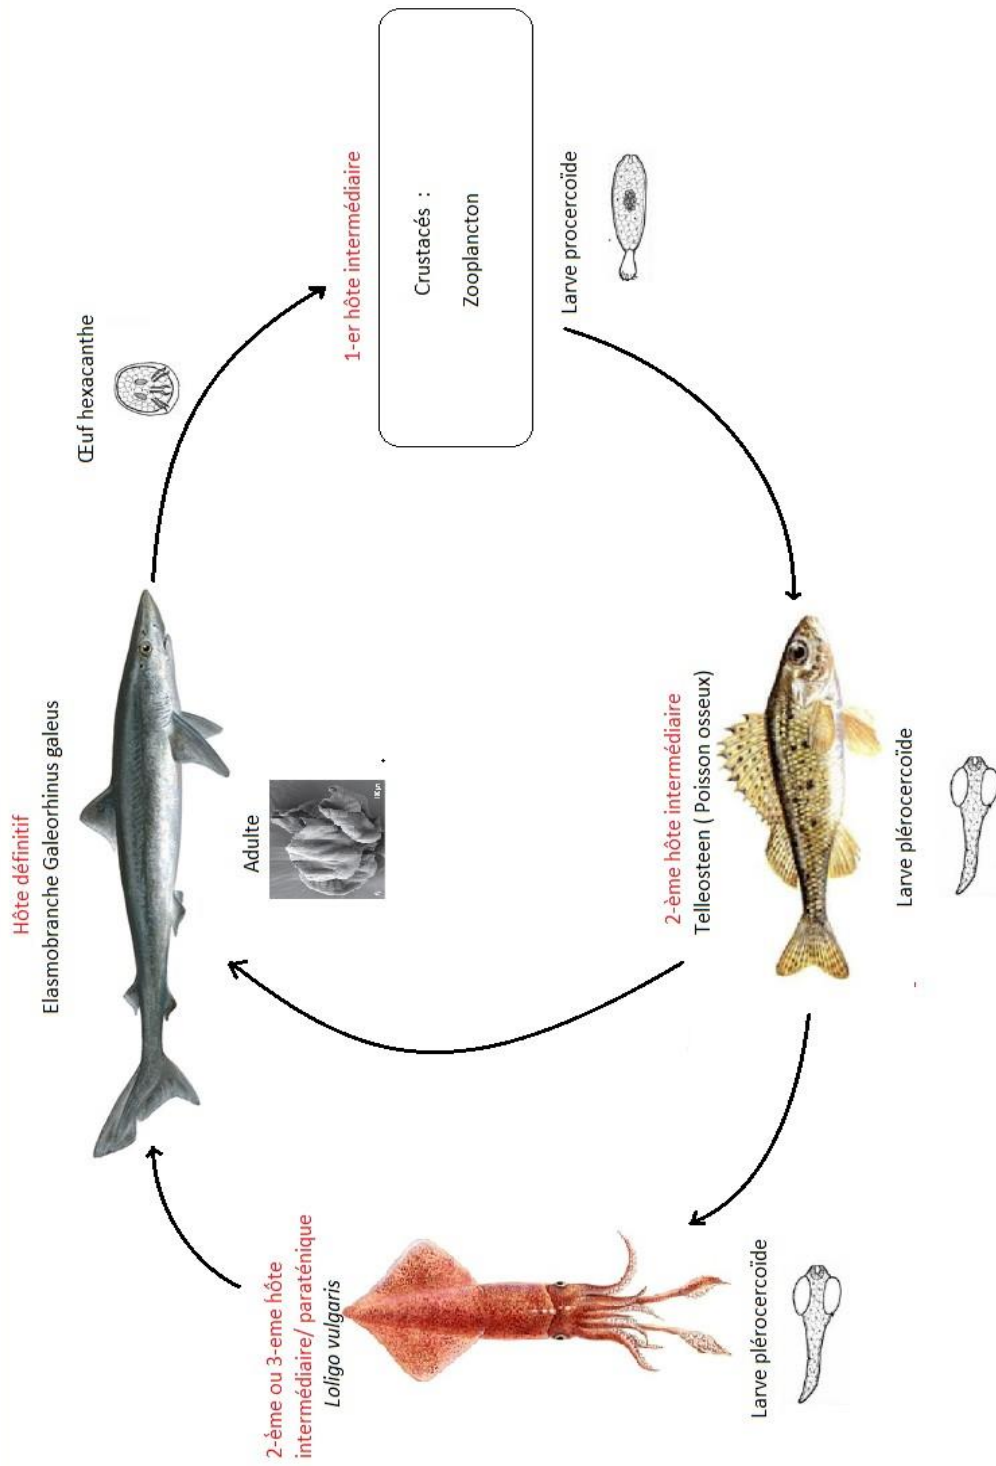 Hôte définitif
Elasmobranche Galeorhinus galeus
Adulte
Œuf hexacanthe
1-er hôte intermédiaire
Crustacés :
Zooplancton
Larve procercoïde
2-ème hôte intermédiaire
Telleosteen ( Poisson osseux)
Larve plérocercoïde
2-éme ou 3-eme hôte
intermédiaire/ paraténique
Loligo vulgaris
Larve plérocercoïde